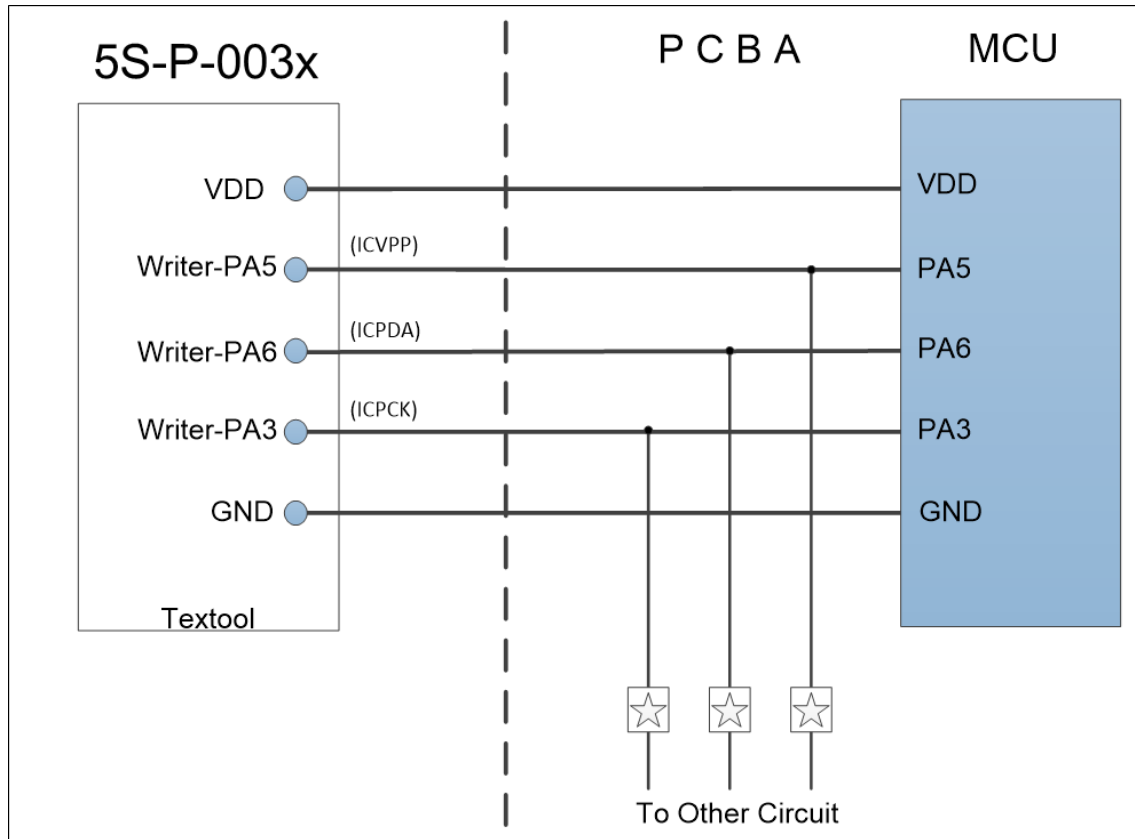 5S-P-003x
P C B A
MCU
VDD
VDD
(ICVPP)
Writer-PA5
PA5
(ICPDA)
Writer-PA6
PA6
(ICPCK)
Writer-PA3
PA3
GND
GND
Textool
To Other Circuit